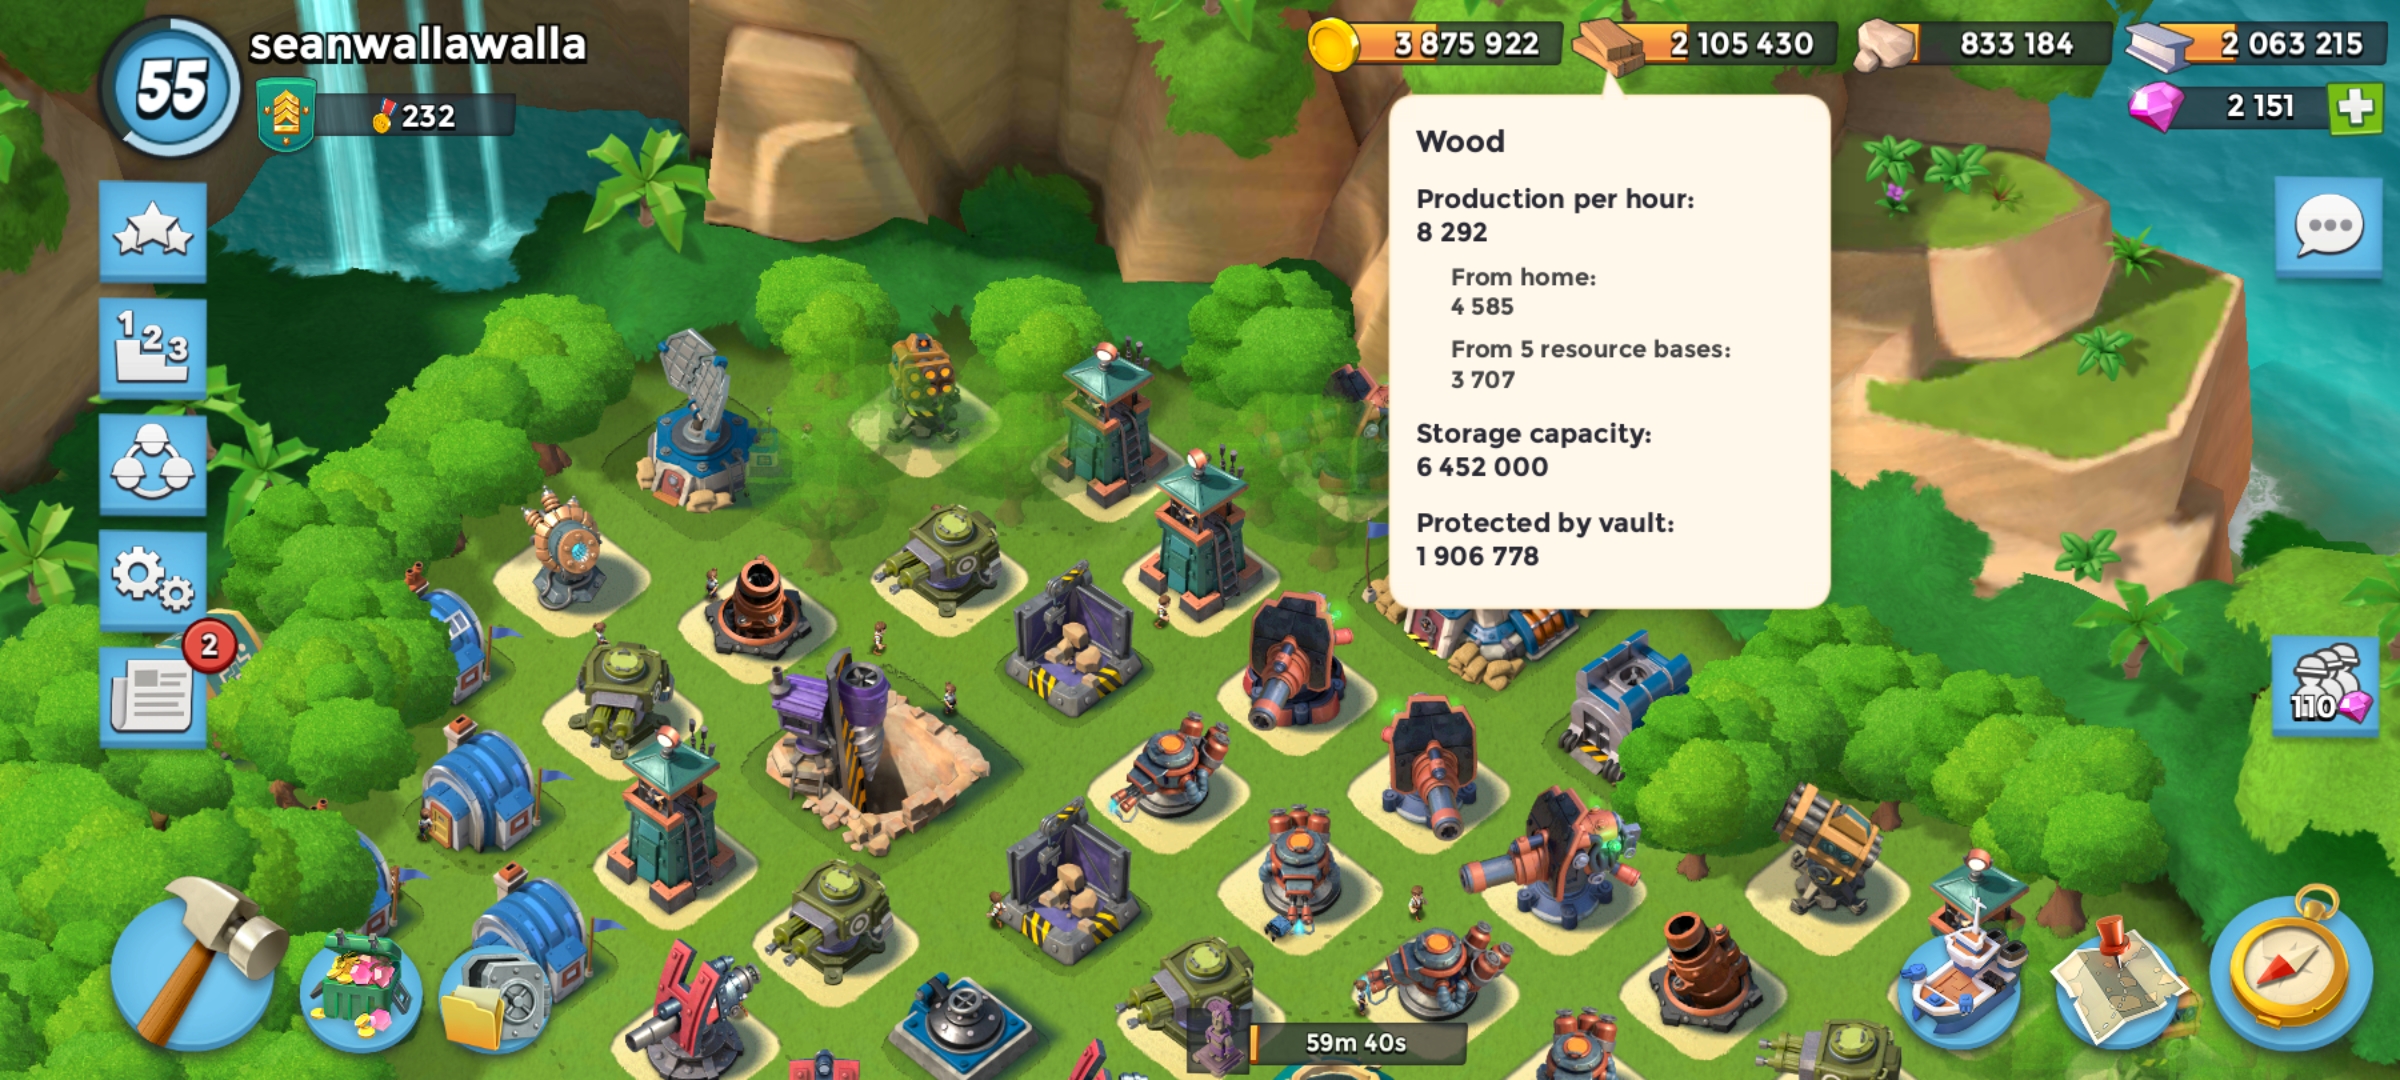 55
seanwallawalla
232
3 875 922
2 105 430
833 184
2 063 215
2 151
Wood
Production per hour:
8 292
From home:
4 585
From 5 resource bases:
3 707
Storage capacity:
6 452 000
Protected by vault:
1 906 778
1 2 3
2
110
59m 40s